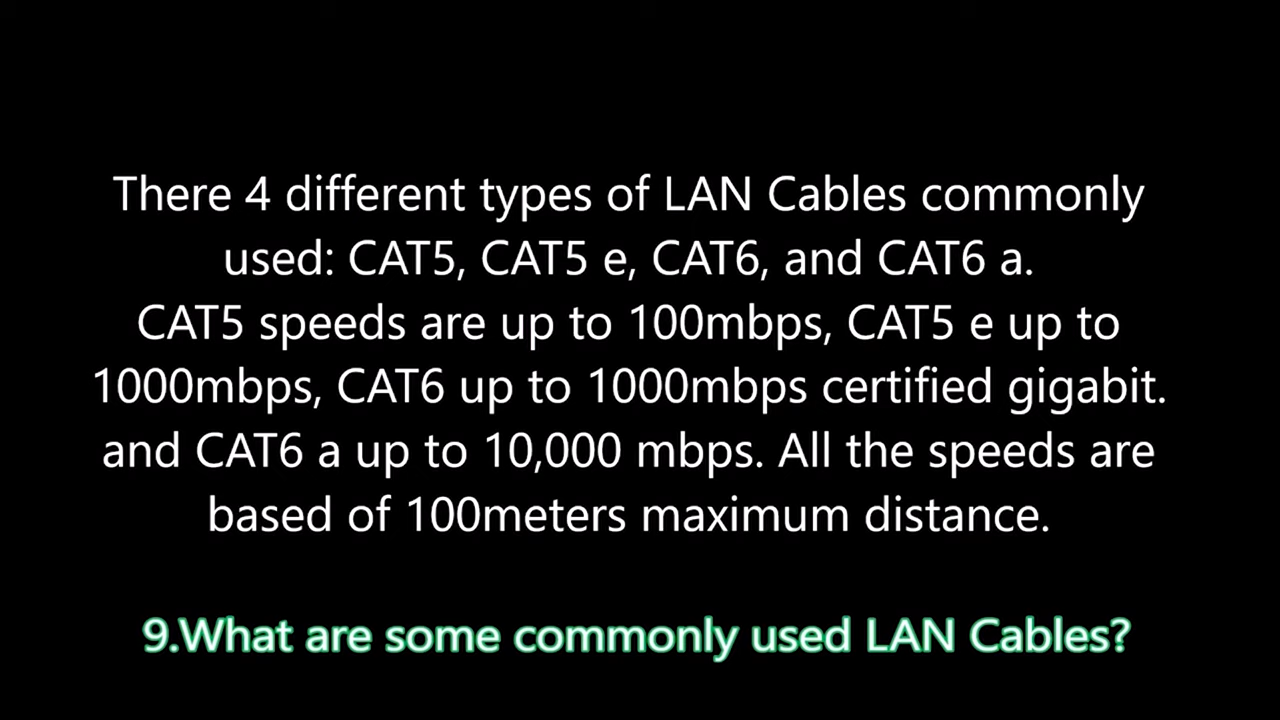 There 4 different types of LAN Cables commonly
used: CAT5, CAT5 e, CAT6, and CAT6 a.
CAT5 speeds are up to 100mbps, CAT5 e up to
1000mbps, CAT6 up to 1000mbps certified gigabit.
and CAT6 a up to 10,000 mbps. All the speeds are
based of 100meters maximum distance.
9.What are some commonly used LAN Cables?